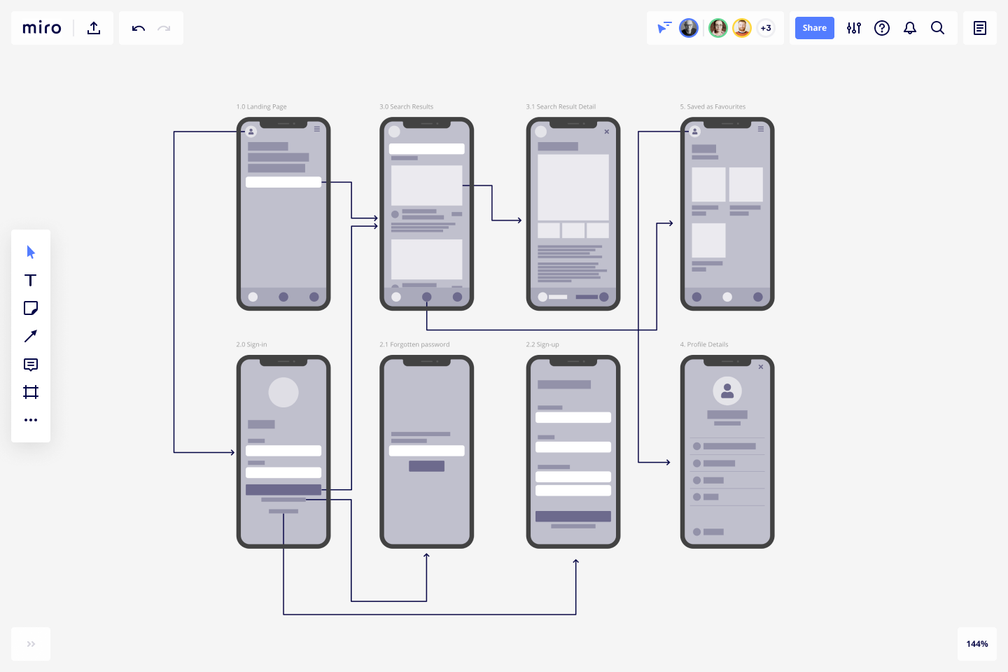 miro
+3
Share
1.0 Landing Page
3.0 Search Results
3.1 Search Result Detail
5. Saved as Favourites
2.0 Sign-in
2.1 Forgotten password
2.2 Sign-up
4. Profile Details
144%